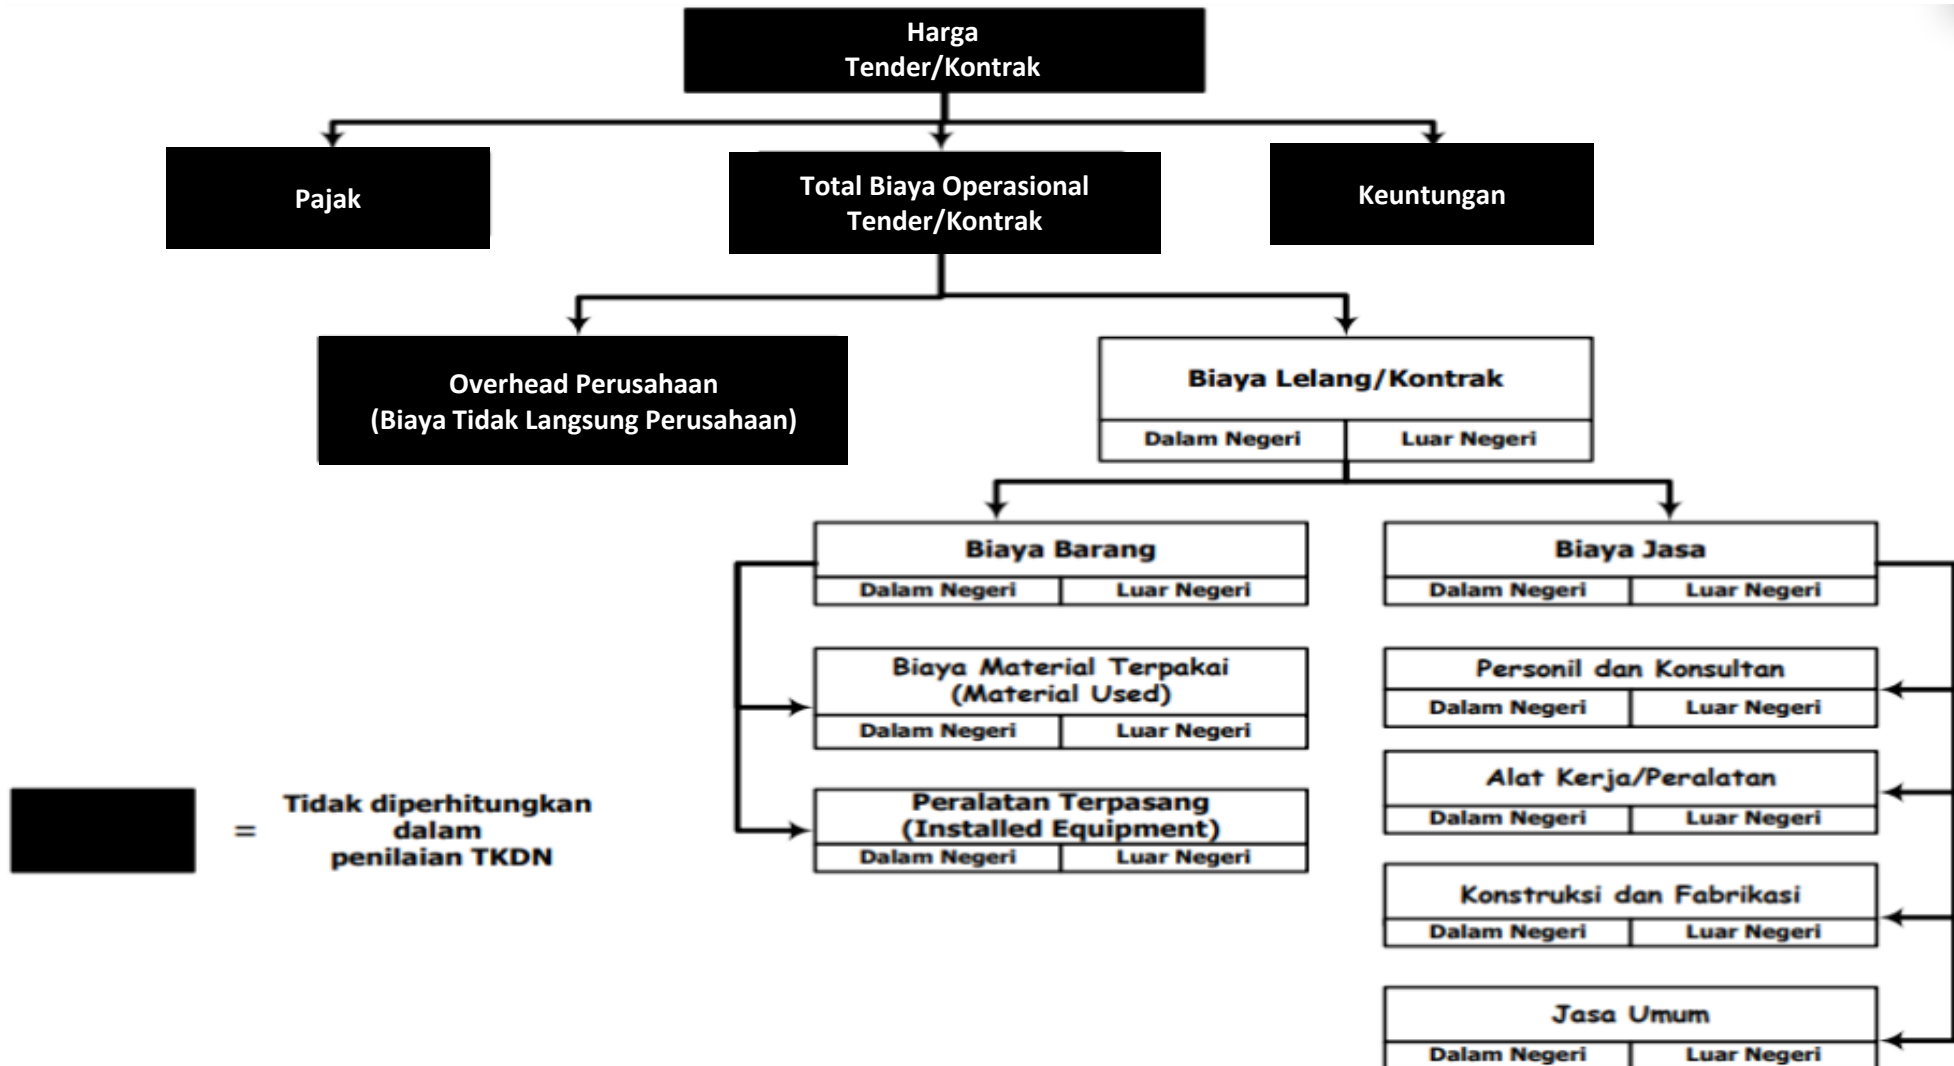 Harga
Tender/Kontrak
Pajak
Total Biaya Operasional
Tender/Kontrak
Keuntungan
Overhead Perusahaan
(Biaya Tidak Langsung Perusahaan)
Biaya Lelang/Kontrak
Dalam Negeri
Luar Negeri
Biaya Barang
Dalam Negeri
Luar Negeri
Biaya Material Terpakai
(Material Used)
Dalam Negeri
Luar Negeri
Peralatan Terpasang
(Installed Equipment)
Dalam Negeri
Luar Negeri
Biaya Jasa
Dalam Negeri
Luar Negeri
Personil dan Konsultan
Dalam Negeri
Luar Negeri
Alat Kerja/Peralatan
Dalam Negeri
Luar Negeri
Konstruksi dan Fabrikasi
Dalam Negeri
Luar Negeri
Jasa Umum
Dalam Negeri
Luar Negeri
= Tidak diperhitungkan
dalam
penilaian TKDN